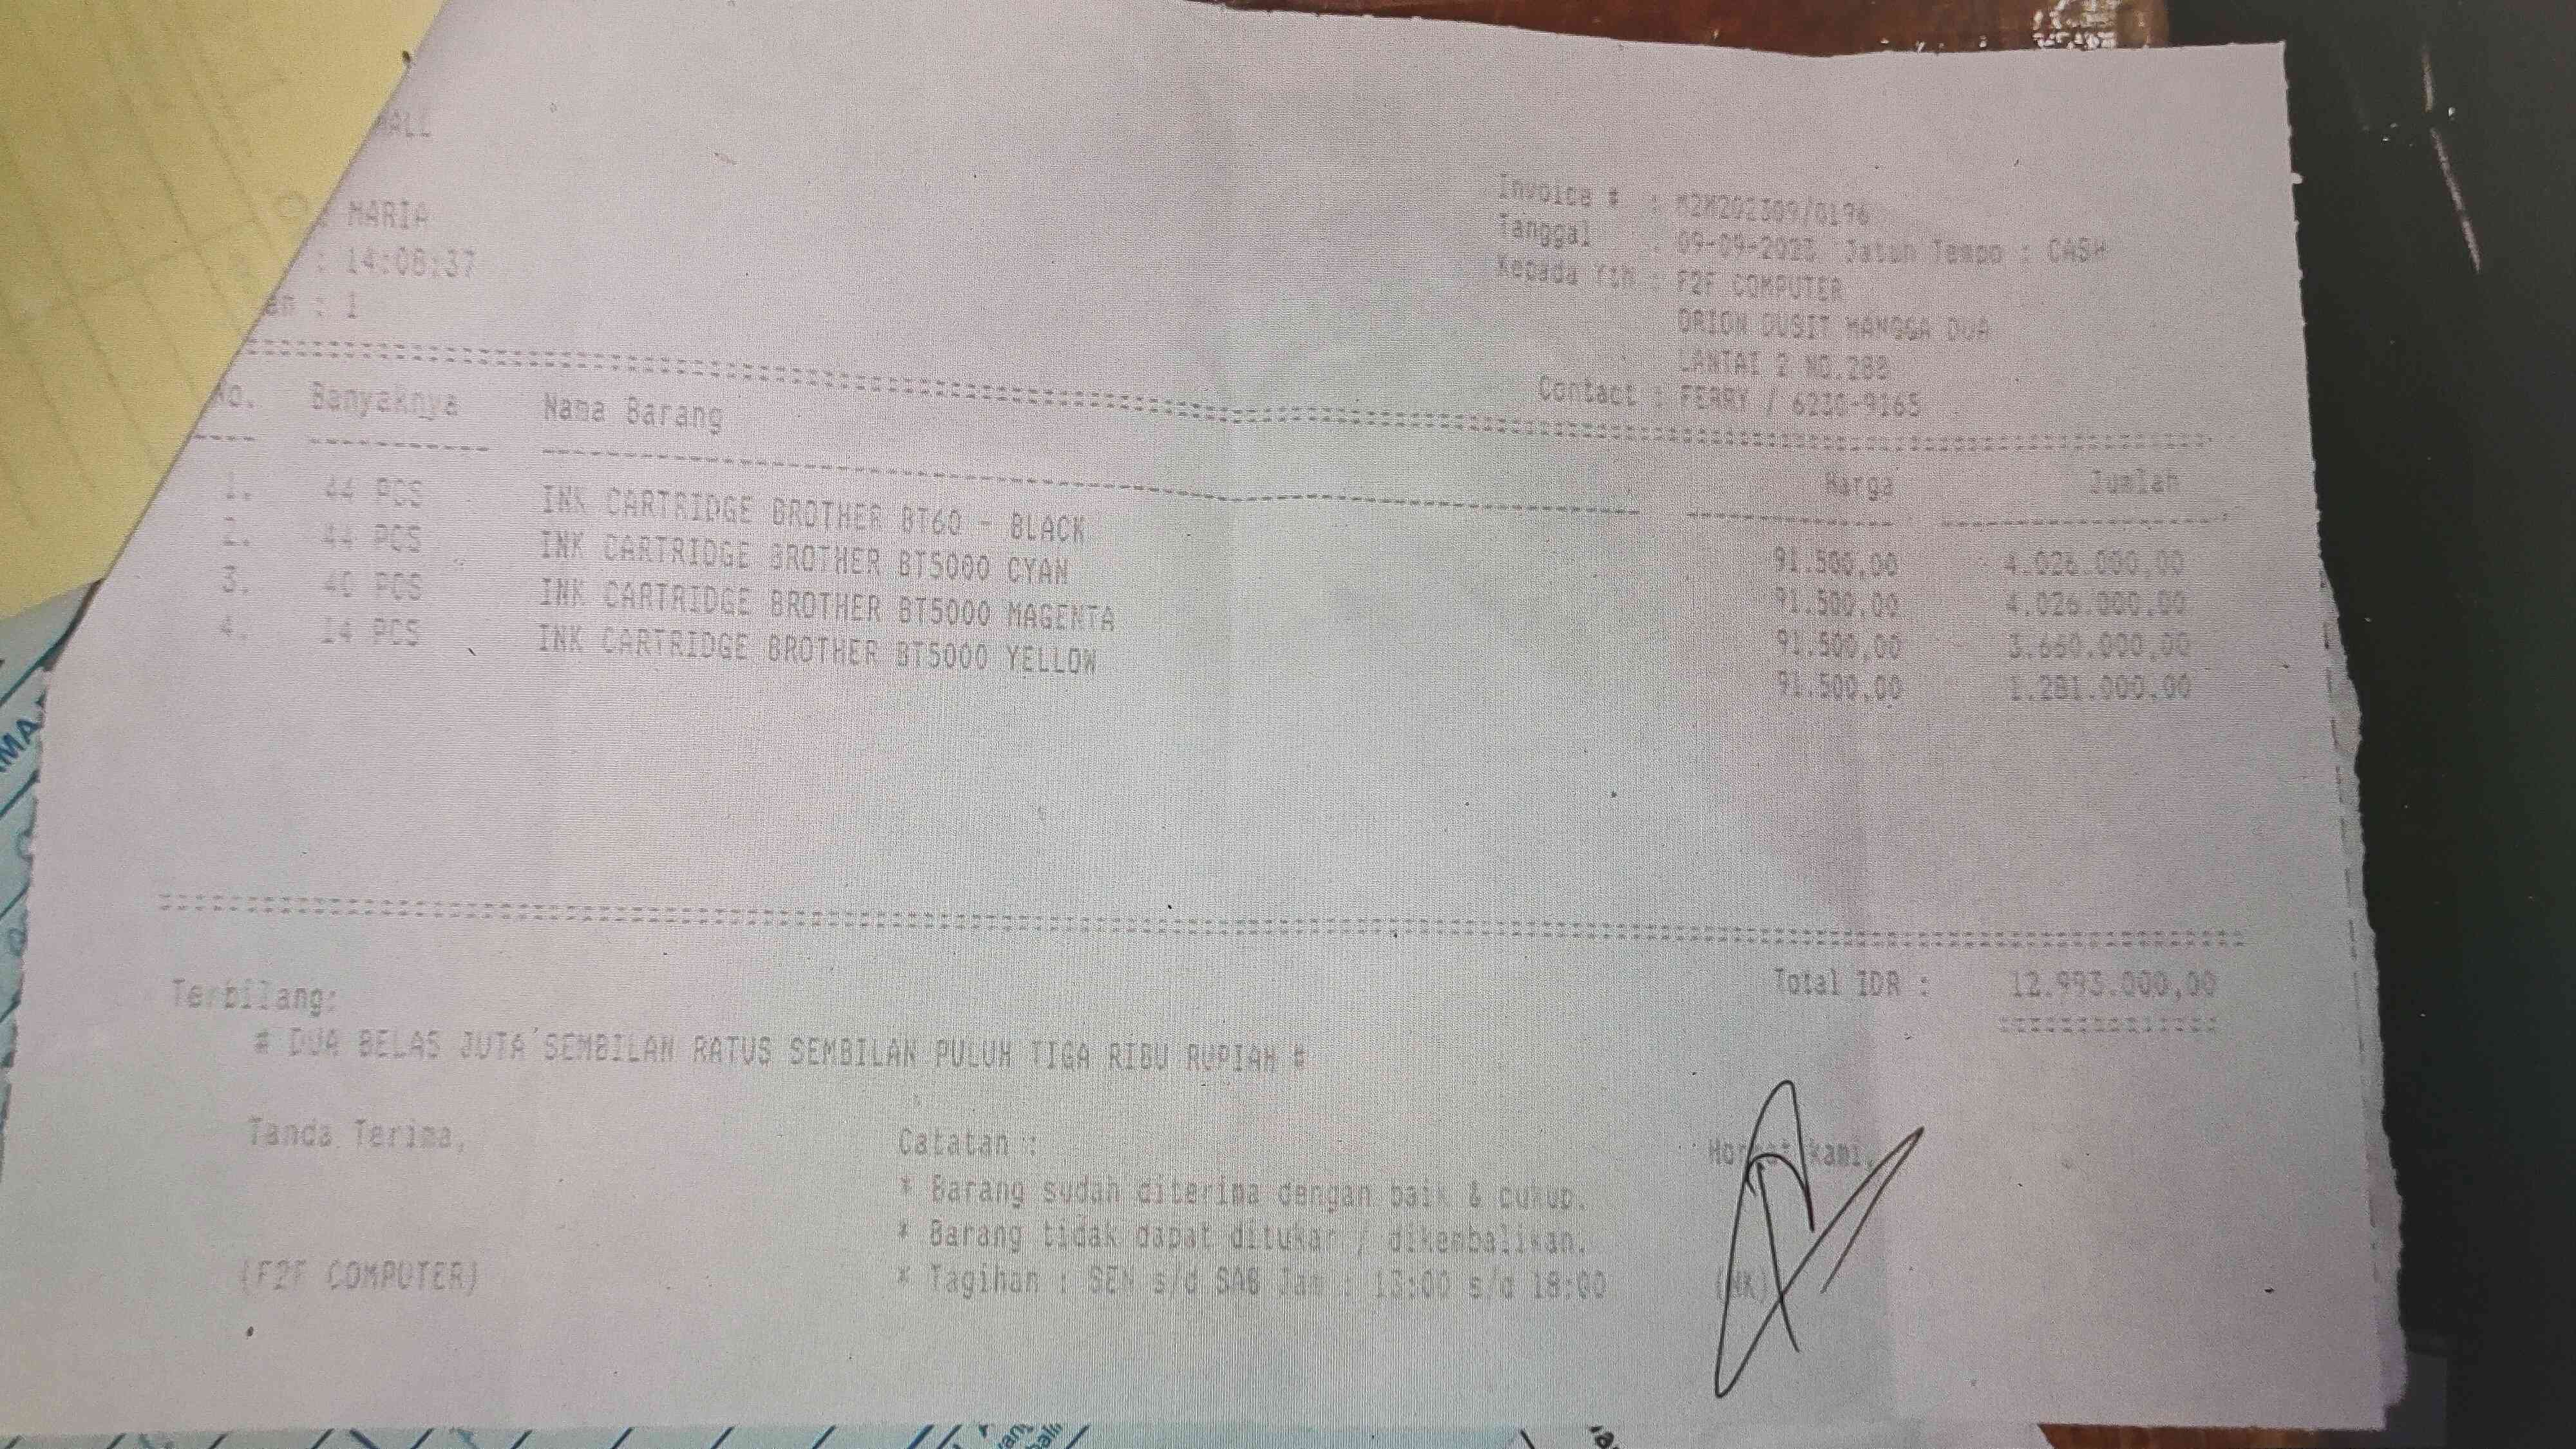 MALL
MARIA
: 14:08:37
en : 1
Invoice # : M2M202309/0196
Tanggal : 09-09-2023 Jatuh Tempo : CASH
Kepada Yth : F2F COMPUTER
ORION DUSIT MANGGA DUA
LANTAI 2 NO.288
Contact : FERRY / 6230-9165
No. Banyaknya Nama Barang Harga Jumlah
1. 44 PCS INK CARTRIDGE BROTHER BT60 - BLACK 91.500,00 4.026.000,00
2. 44 PCS INK CARTRIDGE BROTHER BT5000 CYAN 91.500,00 4.026.000,00
3. 40 PCS INK CARTRIDGE BROTHER BT5000 MAGENTA 91.500,00 3.660.000,00
4. 14 PCS INK CARTRIDGE BROTHER BT5000 YELLOW 91.500,00 1.281.000,00
Total IDR : 12.993.000,00
Terbilang:
# DUA BELAS JUTA SEMBILAN RATUS SEMBILAN PULUH TIGA RIBU RUPIAH #
Tanda Terima,
Catatan :
* Barang sudah diterima dengan baik & cukup.
* Barang tidak dapat ditukar / dikembalikan.
* Tagihan : SEN s/d SAB Jam : 13:00 s/d 18:00
Hormat kami,
(F2F COMPUTER)